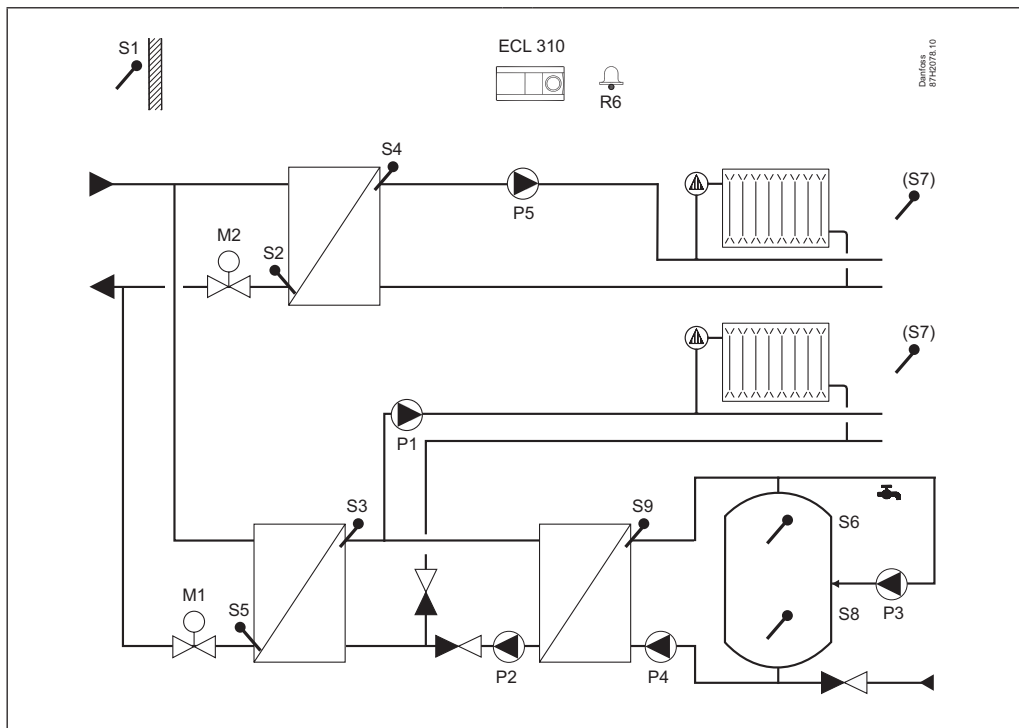 S1
ECL 310
R6
Danfoss
87H2078.10
S4
P5
(S7)
M2
S2
(S7)
P1
S3
S9
S6
M1
S5
S8
P3
P2
P4